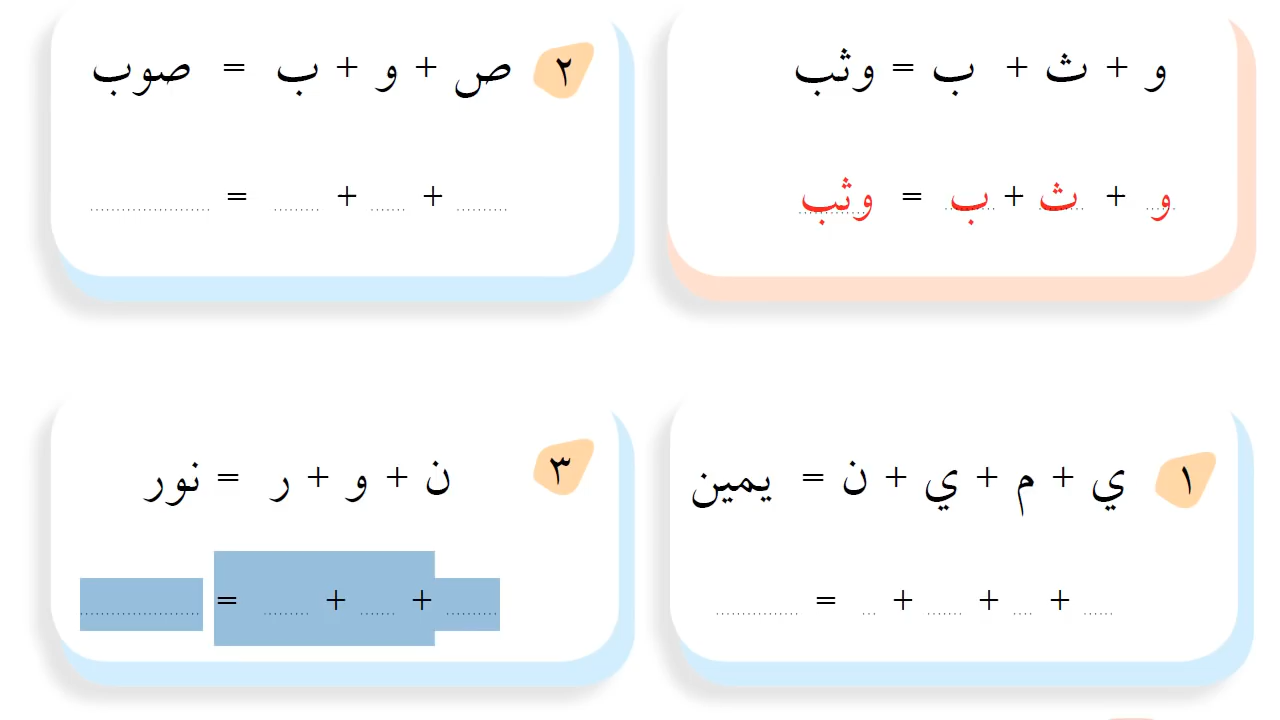 و + ث + ب = وثب
و + ث + ب = وثب
٢ ص + و + ب = صوب
........ + ...... + ........ = ....................
١ ي + م + ي + ن = يمين
..... + .... + ...... + ... = ..............
٣ ن + و + ر = نور
........ + ...... + ........ = ....................